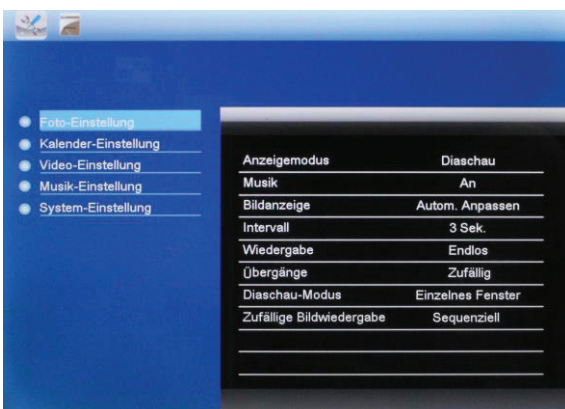 Foto-Einstellung
Kalender-Einstellung
Video-Einstellung
Musik-Einstellung
System-Einstellung
Anzeigemodus Diaschau
Musik An
Bildanzeige Autom. Anpassen
Intervall 3 Sek.
Wiedergabe Endlos
Übergänge Zufällig
Diaschau-Modus Einzelnes Fenster
Zufällige Bildwiedergabe Sequenziell